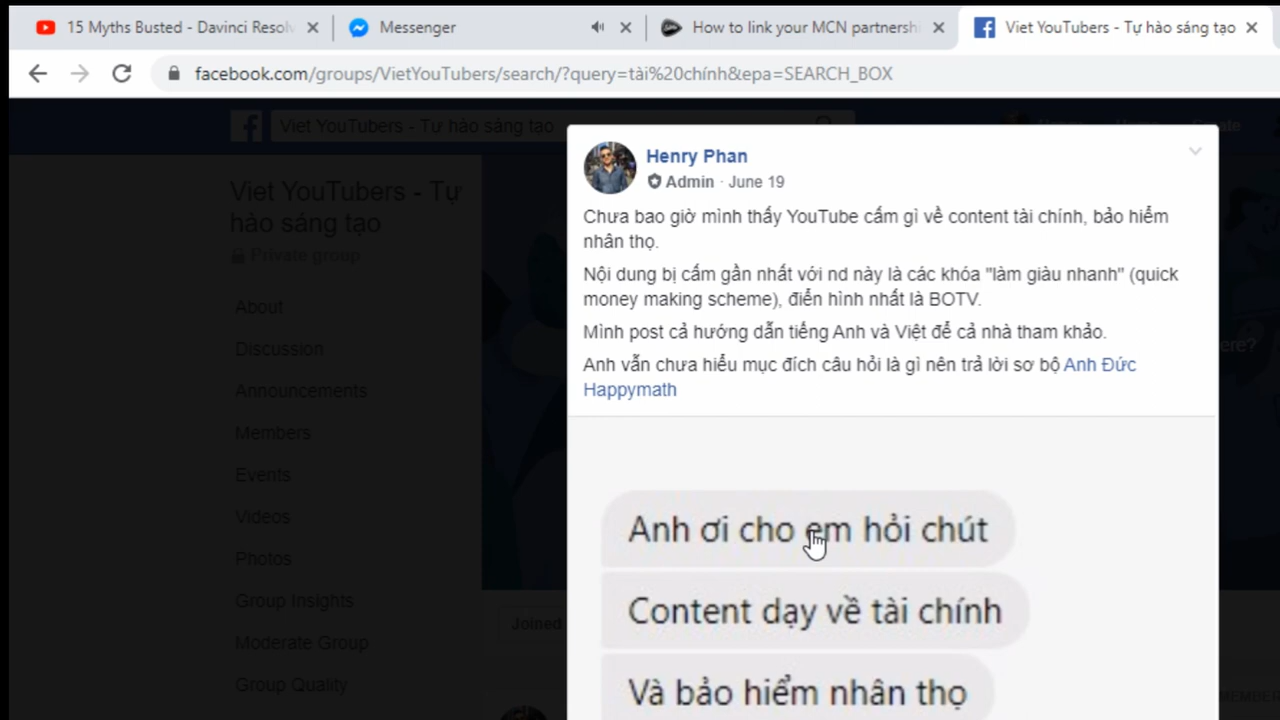 15 Myths Busted - Davinci Resolv
Messenger
How to link your MCN partnersh
Viet YouTubers - Tự hào sáng tạo
facebook.com/groups/VietYouTubers/search/?query=tài%20chính&epa=SEARCH_BOX
Viet YouTubers - Tự hào sáng tạo
Viet YouTubers - Tự
hào sáng tạo
Private group
About
Discussion
Announcements
Members
Events
Videos
Photos
Group Insights
Moderate Group
Group Quality
Joined
Henry Phan
Admin · June 19
Chưa bao giờ mình thấy YouTube cấm gì về content tài chính, bảo hiểm
nhân thọ.
Nội dung bị cấm gần nhất với nd này là các khóa "làm giàu nhanh" (quick
money making scheme), điển hình nhất là BOTV.
Mình post cả hướng dẫn tiếng Anh và Việt để cả nhà tham khảo.
Anh vẫn chưa hiểu mục đích câu hỏi là gì nên trả lời sơ bộ Anh Đức
Happymath
Anh ơi cho em hỏi chút
Content dạy về tài chính
Và bảo hiểm nhân thọ